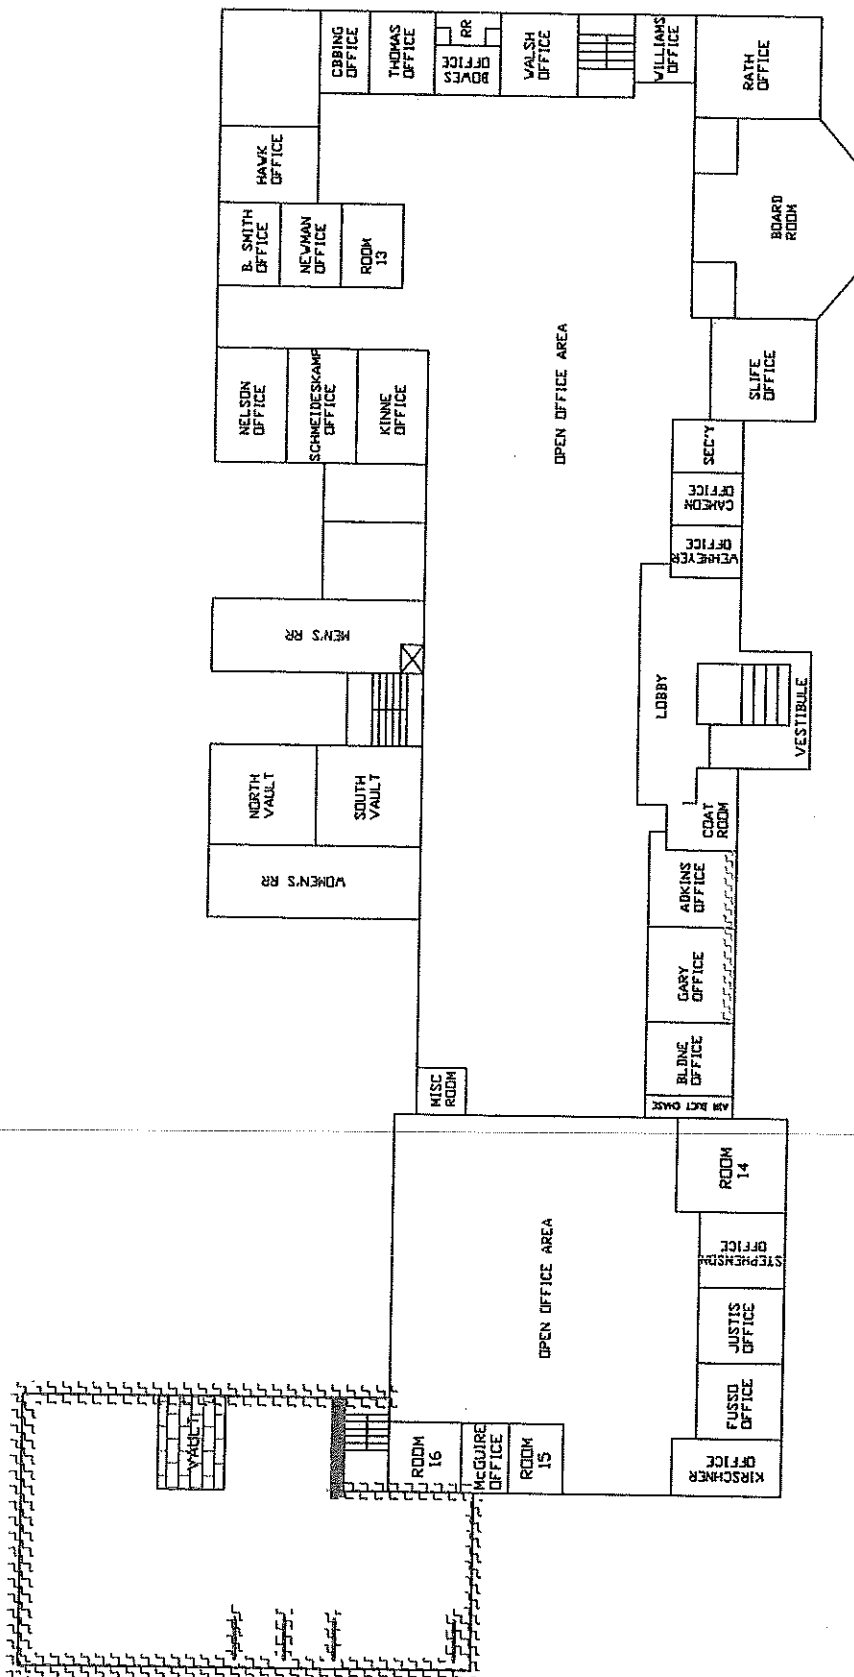 CBBING
OFFICE
THOMAS
OFFICE
RR
BOWES
OFFICE
WALSH
OFFICE
WILLIAMS
OFFICE
RATH
OFFICE
HAWK
OFFICE
B. SMITH
OFFICE
NEWMAN
OFFICE
ROOM
13
BOARD
ROOM
NELSON
OFFICE
SCHMEIDESKAMP
OFFICE
KINNE
OFFICE
OPEN OFFICE AREA
SLIFE
OFFICE
SEC'Y
CAMEON
OFFICE
WEHMEYER
OFFICE
MEN'S RR
LOBBY
VESTIBULE
NORTH
VAULT
SOUTH
VAULT
COAT
ROOM
WOMEN'S RR
ADKINS
OFFICE
GARY
OFFICE
BLDNE
OFFICE
MISC
ROOM
AIR DUCT CHASE
ROOM
14
OPEN OFFICE AREA
STEPHENSON
OFFICE
JUSTIS
OFFICE
FUSSO
OFFICE
KIRSCHNER
OFFICE
VAULT
ROOM
16
McGUIRE
OFFICE
ROOM
15